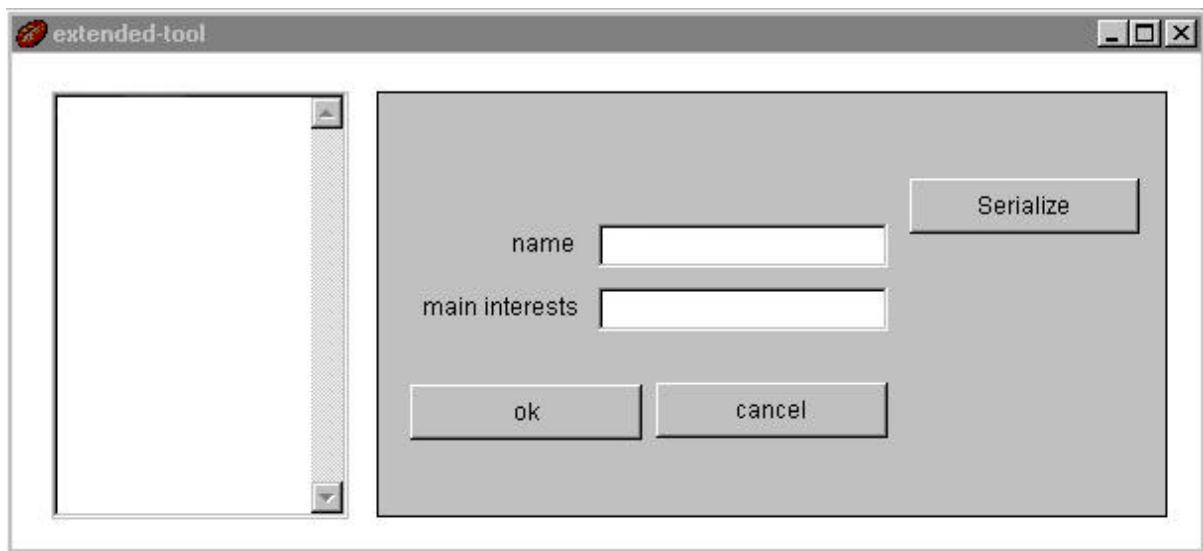 extended-tool
Serialize
name
main interests
ok
cancel